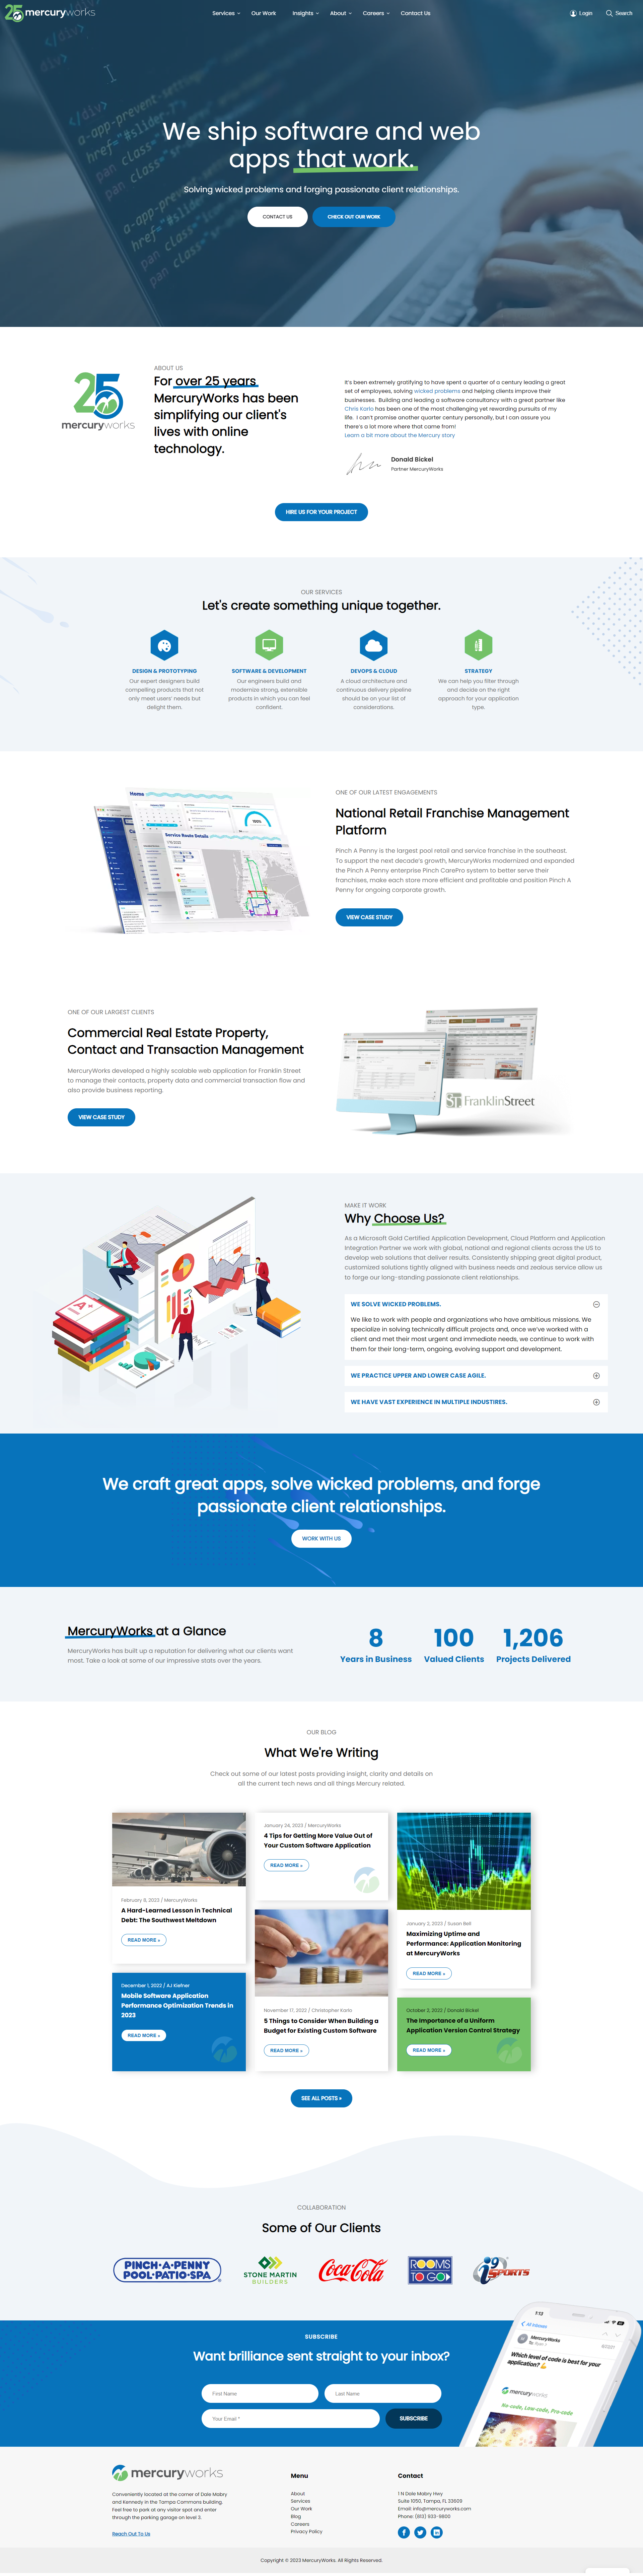 25 mercuryworks
Services
Our Work
Insights
About
Careers
Contact Us
Login
Search
We ship software and web
apps that work.
Solving wicked problems and forging passionate client relationships.
CONTACT US
CHECK OUT OUR WORK
25
mercuryworks
ABOUT US
For over 25 years
MercuryWorks has been
simplifying our client's
lives with online
technology.
It's been extremely gratifying to have spent a quarter of a century leading a great
set of employees, solving wicked problems and helping clients improve their
businesses. Building and leading a software consultancy with a great partner like
Chris Karlo has been one of the most challenging yet rewarding pursuits of my
life. I can't promise another quarter century personally, but I can assure you
there's a lot more where that came from!
Learn a bit more about the Mercury story
Donald Bickel
Partner MercuryWorks
HIRE US FOR YOUR PROJECT
OUR SERVICES
Let's create something unique together.
DESIGN & PROTOTYPING
Our expert designers build
compelling products that not
only meet users' needs but
delight them.
SOFTWARE & DEVELOPMENT
Our engineers build and
modernize strong, extensible
products in which you can feel
confident.
DEVOPS & CLOUD
A cloud architecture and
continuous delivery pipeline
should be on your list of
considerations.
STRATEGY
We can help you filter through
and decide on the right
approach for your application
type.
Home
Service Route Details
100%
ONE OF OUR LATEST ENGAGEMENTS
National Retail Franchise Management
Platform
Pinch A Penny is the largest pool retail and service franchise in the southeast.
To support the next decade's growth, MercuryWorks modernized and expanded
the Pinch A Penny enterprise Pinch CarePro system to better serve their
franchisees, make each store more efficient and profitable and position Pinch A
Penny for ongoing corporate growth.
VIEW CASE STUDY
ONE OF OUR LARGEST CLIENTS
Commercial Real Estate Property,
Contact and Transaction Management
MercuryWorks developed a highly scalable web application for Franklin Street
to manage their contacts, property data and commercial transaction flow and
also provide business reporting.
VIEW CASE STUDY
FranklinStreet
A+
MAKE IT WORK
Why Choose Us?
As a Microsoft Gold Certified Application Development, Cloud Platform and Application
Integration Partner we work with global, national and regional clients across the US to
develop web solutions that deliver results. Consistently shipping great digital product,
customized solutions tightly aligned with business needs and zealous service allow us
to forge our long-standing passionate client relationships.
WE SOLVE WICKED PROBLEMS.
We like to work with people and organizations who have ambitious missions. We
specialize in solving technically difficult projects and, once we've worked with a
client and met their most urgent and immediate needs, we continue to work with
them for their long-term, ongoing, evolving support and development.
WE PRACTICE UPPER AND LOWER CASE AGILE.
WE HAVE VAST EXPERIENCE IN MULTIPLE INDUSTIRES.
We craft great apps, solve wicked problems, and forge
passionate client relationships.
WORK WITH US
MercuryWorks at a Glance
MercuryWorks has built up a reputation for delivering what our clients want
most. Take a look at some of our impressive stats over the years.
8
Years in Business
100
Valued Clients
1,206
Projects Delivered
OUR BLOG
What We're Writing
Check out some of our latest posts providing insight, clarity and details on
all the current tech news and all things Mercury related.
February 8, 2023 / MercuryWorks
A Hard-Learned Lesson in Technical
Debt: The Southwest Meltdown
READ MORE »
January 24, 2023 / MercuryWorks
4 Tips for Getting More Value Out of
Your Custom Software Application
READ MORE »
January 2, 2023 / Susan Bell
Maximizing Uptime and
Performance: Application Monitoring
at MercuryWorks
READ MORE »
December 1, 2022 / AJ Kiefner
Mobile Software Application
Performance Optimization Trends in
2023
READ MORE »
November 17, 2022 / Christopher Karlo
5 Things to Consider When Building a
Budget for Existing Custom Software
READ MORE »
October 3, 2022 / Donald Bickel
The Importance of a Uniform
Application Version Control Strategy
READ MORE »
SEE ALL POSTS »
COLLABORATION
Some of Our Clients
PINCH·A·PENNY
POOL·PATIO·SPA
STONE MARTIN
BUILDERS
Coca-Cola
ROOMS
TO GO
i9 SPORTS
SUBSCRIBE
Want brilliance sent straight to your inbox?
First Name
Last Name
Your Email *
SUBSCRIBE
1:13
All Inboxes
MercuryWorks
Which level of code is best for your
application?
mercuryworks
No-code, Low-code, Pro-code
mercuryworks
Conveniently located at the corner of Dale Mabry
and Kennedy in the Tampa Commons building.
Feel free to park at any visitor spot and enter
through the parking garage on level 3.
Reach Out To Us
Menu
About
Services
Our Work
Blog
Careers
Privacy Policy
Contact
1 N Dale Mabry Hwy
Suite 1050, Tampa, FL 33609
Email: info@mercuryworks.com
Phone: (813) 933-9800
Copyright © 2023 MercuryWorks. All Rights Reserved.